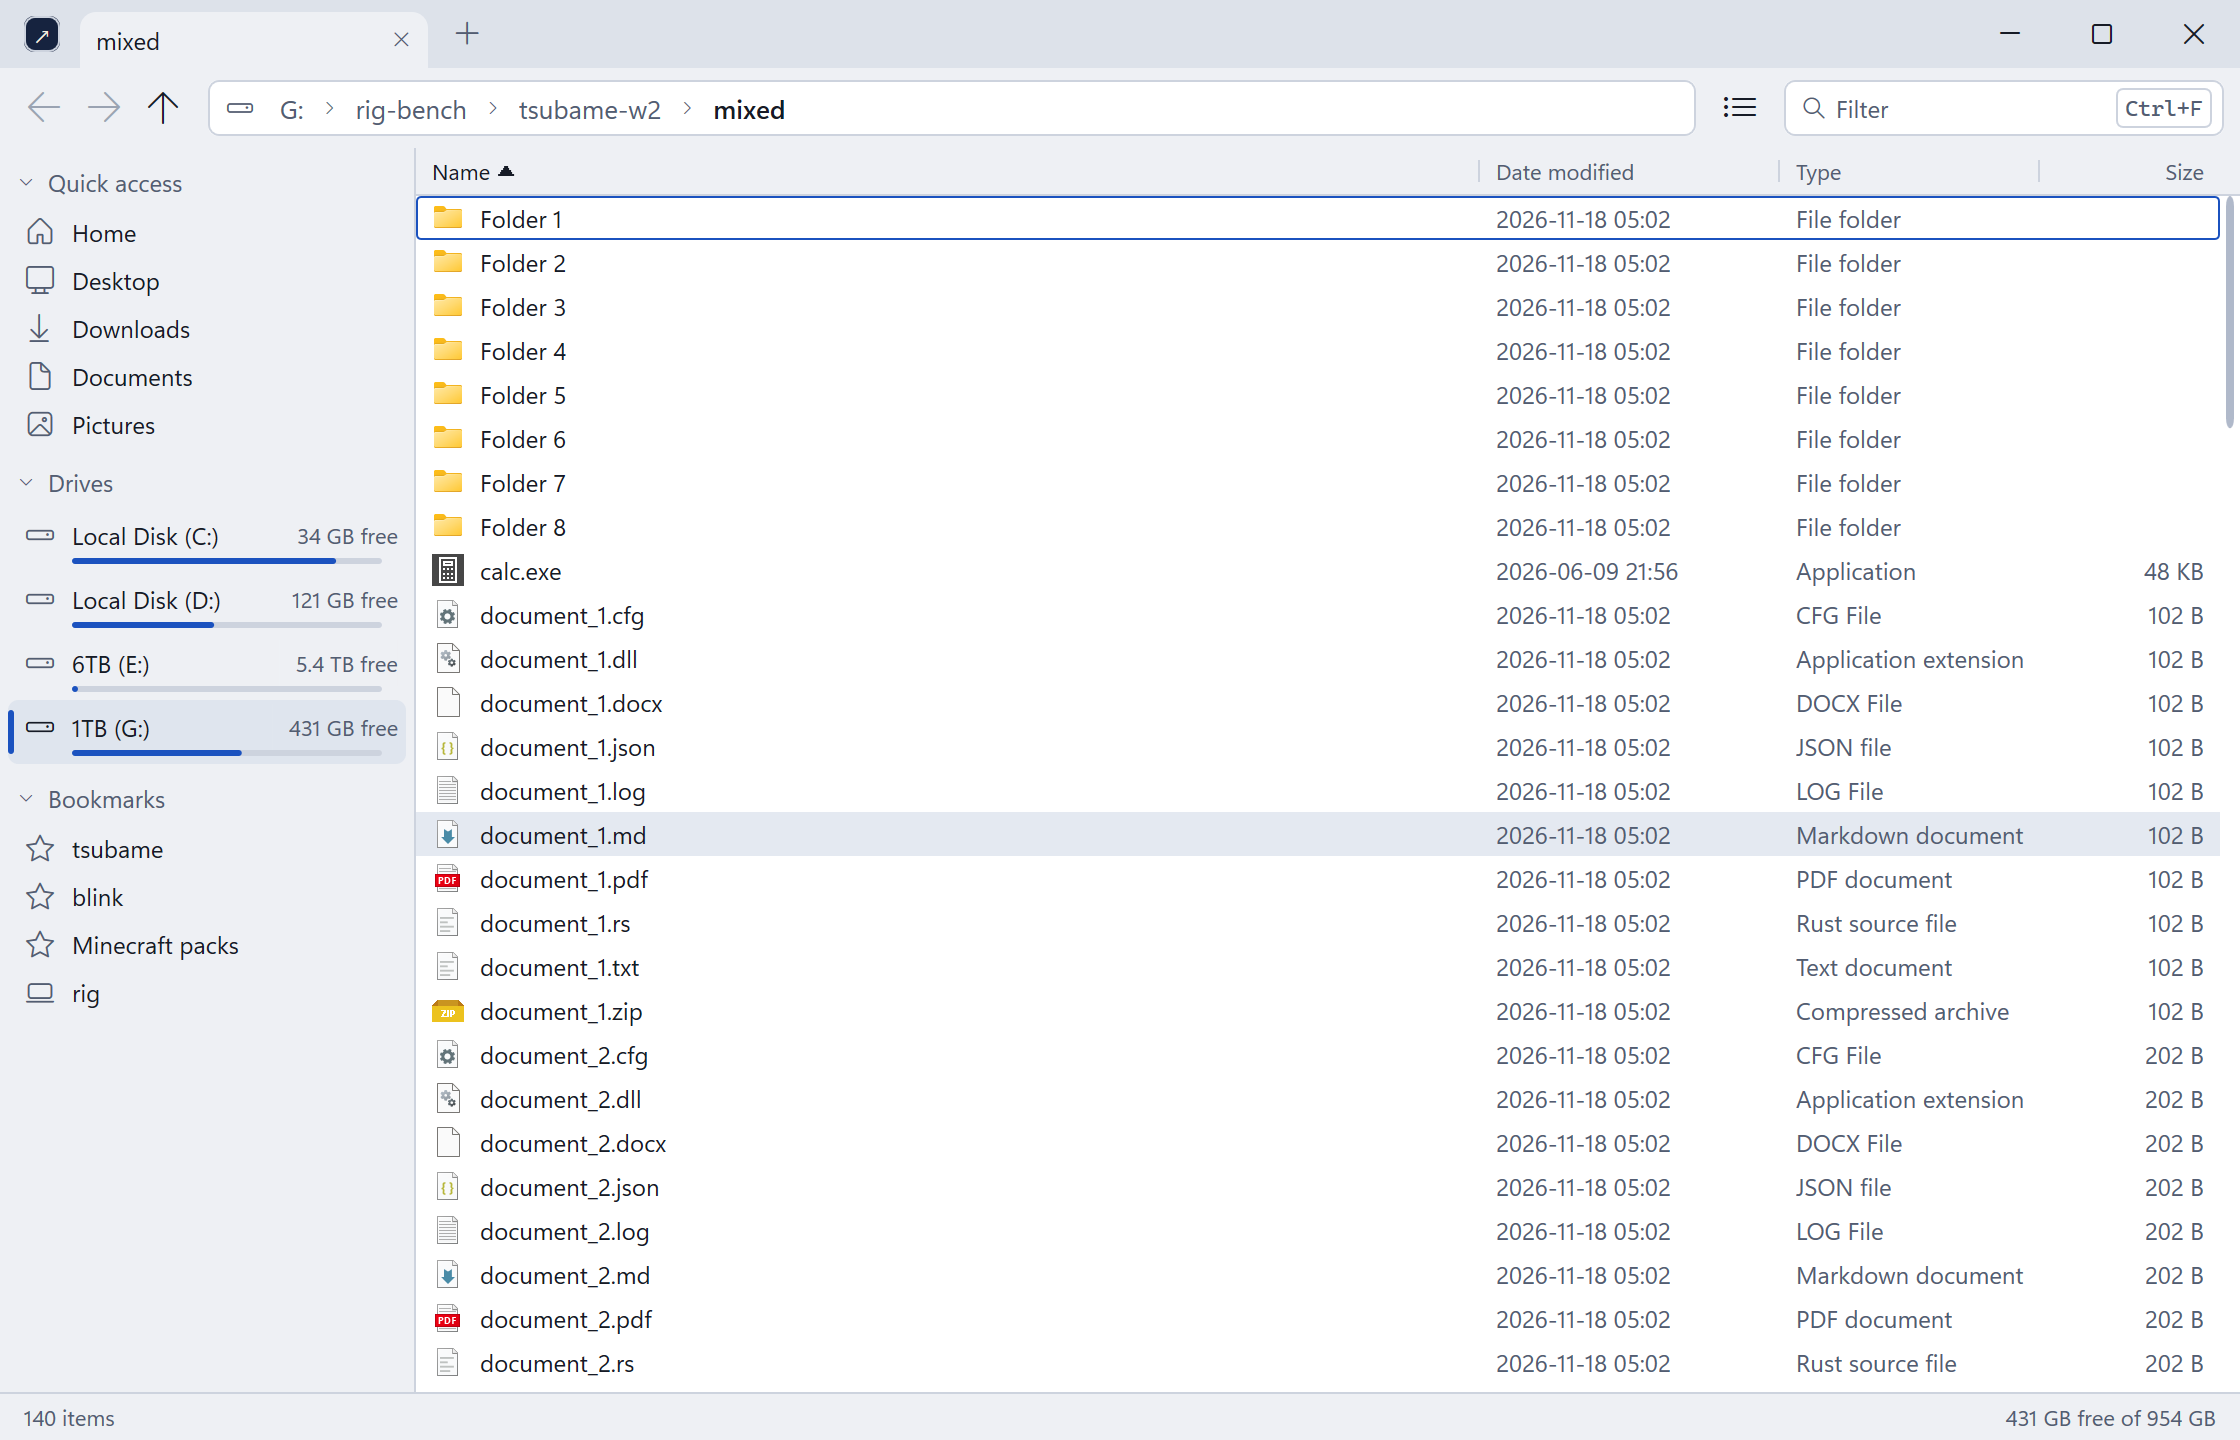 mixed
G: rig-bench tsubame-w2 mixed
Filter Ctrl+F
Quick access
Home
Desktop
Downloads
Documents
Pictures
Drives
Local Disk (C:) 34 GB free
Local Disk (D:) 121 GB free
6TB (E:) 5.4 TB free
1TB (G:) 431 GB free
Bookmarks
tsubame
blink
Minecraft packs
rig
Name Date modified Type Size
Folder 1 2026-11-18 05:02 File folder
Folder 2 2026-11-18 05:02 File folder
Folder 3 2026-11-18 05:02 File folder
Folder 4 2026-11-18 05:02 File folder
Folder 5 2026-11-18 05:02 File folder
Folder 6 2026-11-18 05:02 File folder
Folder 7 2026-11-18 05:02 File folder
Folder 8 2026-11-18 05:02 File folder
calc.exe 2026-06-09 21:56 Application 48 KB
document_1.cfg 2026-11-18 05:02 CFG File 102 B
document_1.dll 2026-11-18 05:02 Application extension 102 B
document_1.docx 2026-11-18 05:02 DOCX File 102 B
document_1.json 2026-11-18 05:02 JSON file 102 B
document_1.log 2026-11-18 05:02 LOG File 102 B
document_1.md 2026-11-18 05:02 Markdown document 102 B
PDF document_1.pdf 2026-11-18 05:02 PDF document 102 B
document_1.rs 2026-11-18 05:02 Rust source file 102 B
document_1.txt 2026-11-18 05:02 Text document 102 B
ZIP document_1.zip 2026-11-18 05:02 Compressed archive 102 B
document_2.cfg 2026-11-18 05:02 CFG File 202 B
document_2.dll 2026-11-18 05:02 Application extension 202 B
document_2.docx 2026-11-18 05:02 DOCX File 202 B
document_2.json 2026-11-18 05:02 JSON file 202 B
document_2.log 2026-11-18 05:02 LOG File 202 B
document_2.md 2026-11-18 05:02 Markdown document 202 B
PDF document_2.pdf 2026-11-18 05:02 PDF document 202 B
document_2.rs 2026-11-18 05:02 Rust source file 202 B
140 items 431 GB free of 954 GB